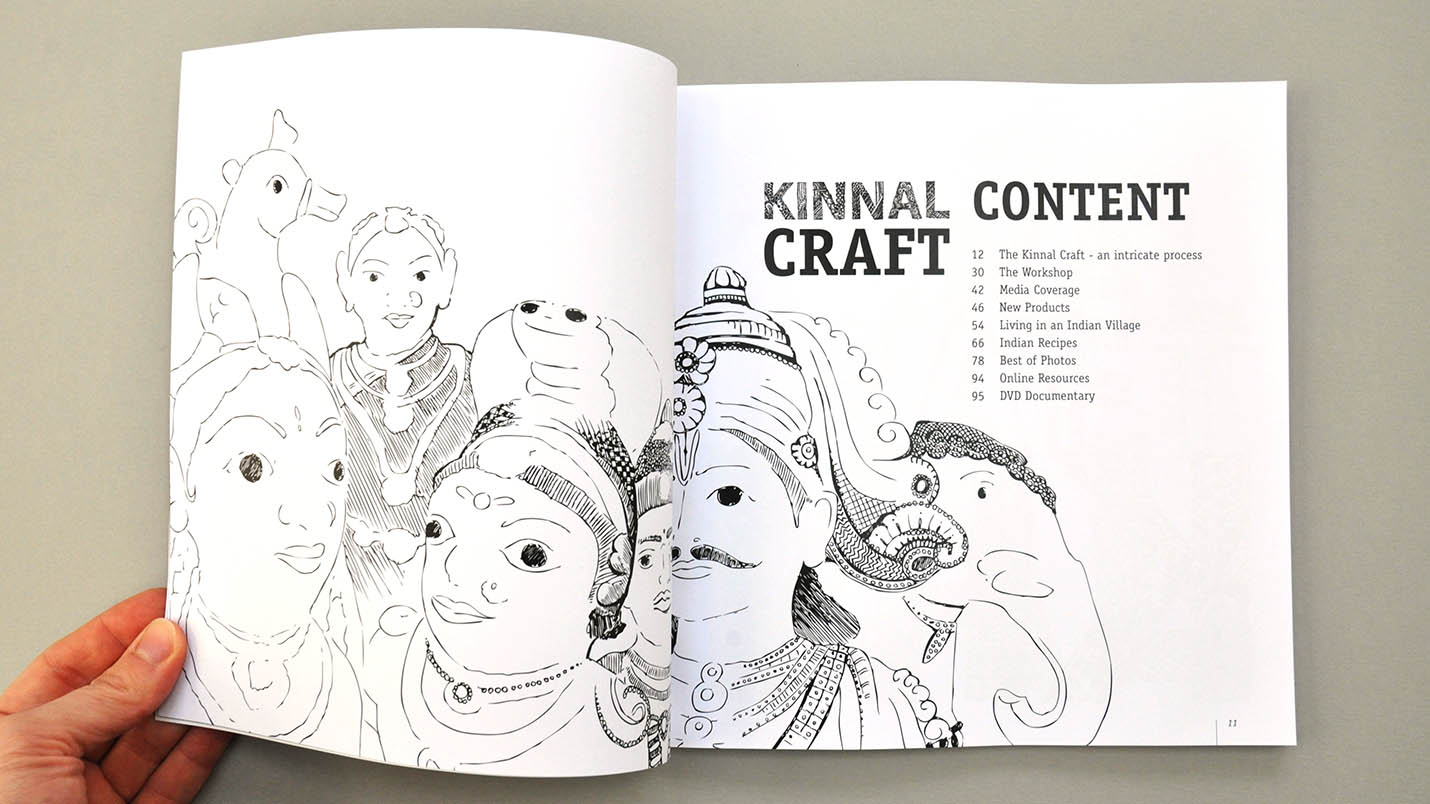 KINNAL
CRAFT
CONTENT
12 The Kinnal Craft - an intricate process
30 The Workshop
42 Media Coverage
46 New Products
54 Living in an Indian Village
66 Indian Recipes
78 Best of Photos
94 Online Resources
95 DVD Documentary
11